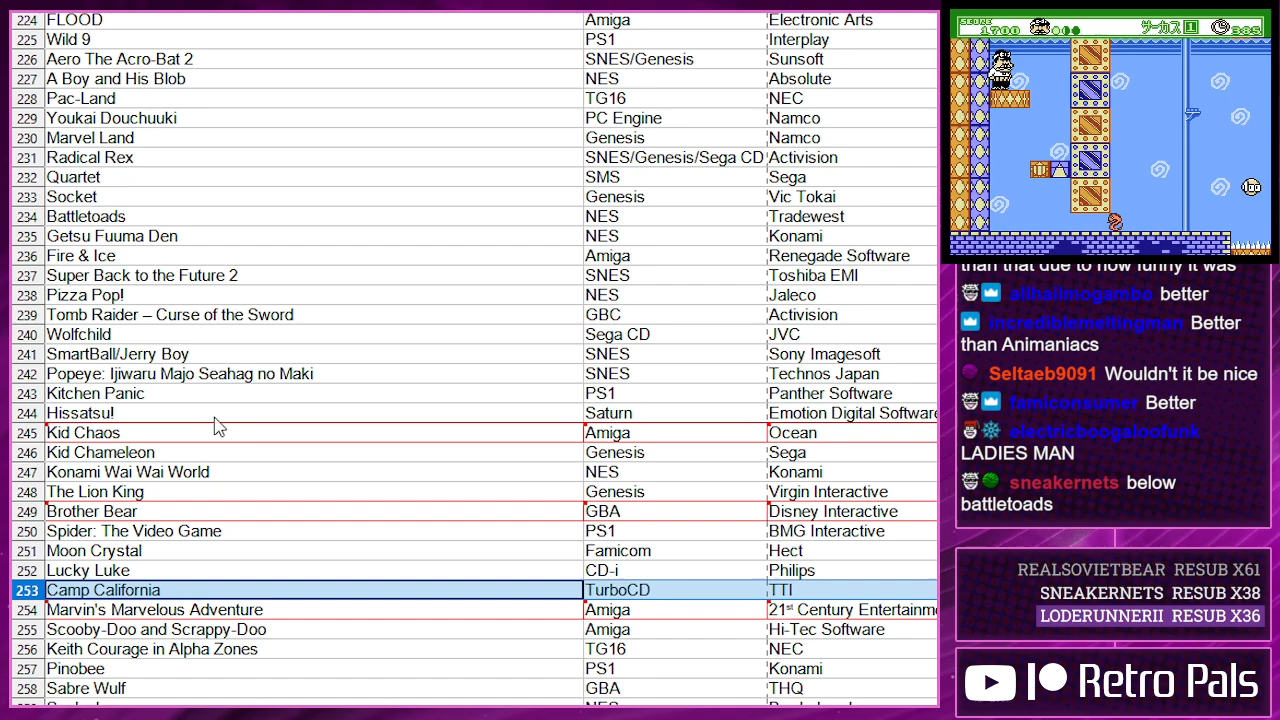 224 FLOOD Amiga Electronic Arts
225 Wild 9 PS1 Interplay
226 Aero The Acro-Bat 2 SNES/Genesis Sunsoft
227 A Boy and His Blob NES Absolute
228 Pac-Land TG16 NEC
229 Youkai Douchuuki PC Engine Namco
230 Marvel Land Genesis Namco
231 Radical Rex SNES/Genesis/Sega CD Activision
232 Quartet SMS Sega
233 Socket Genesis Vic Tokai
234 Battletoads NES Tradewest
235 Getsu Fuuma Den NES Konami
236 Fire & Ice Amiga Renegade Software
237 Super Back to the Future 2 SNES Toshiba EMI
238 Pizza Pop! NES Jaleco
239 Tomb Raider – Curse of the Sword GBC Activision
240 Wolfchild Sega CD JVC
241 SmartBall/Jerry Boy SNES Sony Imagesoft
242 Popeye: Ijiwaru Majo Seahag no Maki SNES Technos Japan
243 Kitchen Panic PS1 Panther Software
244 Hissatsu! Saturn Emotion Digital Software
245 Kid Chaos Amiga Ocean
246 Kid Chameleon Genesis Sega
247 Konami Wai Wai World NES Konami
248 The Lion King Genesis Virgin Interactive
249 Brother Bear GBA Disney Interactive
250 Spider: The Video Game PS1 BMG Interactive
251 Moon Crystal Famicom Hect
252 Lucky Luke CD-i Philips
253 Camp California TurboCD TTI
254 Marvin's Marvelous Adventure Amiga 21st Century Entertainm
255 Scooby-Doo and Scrappy-Doo Amiga Hi-Tec Software
256 Keith Courage in Alpha Zones TG16 NEC
257 Pinobee PS1 Konami
258 Sabre Wulf GBA THQ
SCORE
1700 サーカス 1 385
than that due to how funny it was
allhailmogambo better
incrediblemeltingman Better
than Animaniacs
Seltaeb9091 Wouldn't it be nice
famiconsumer Better
electricboogaloofunk
LADIES MAN
sneakernets below
battletoads
REALSOVIETBEAR RESUB X61
SNEAKERNETS RESUB X38
LODERUNNERII RESUB X36
Retro Pals